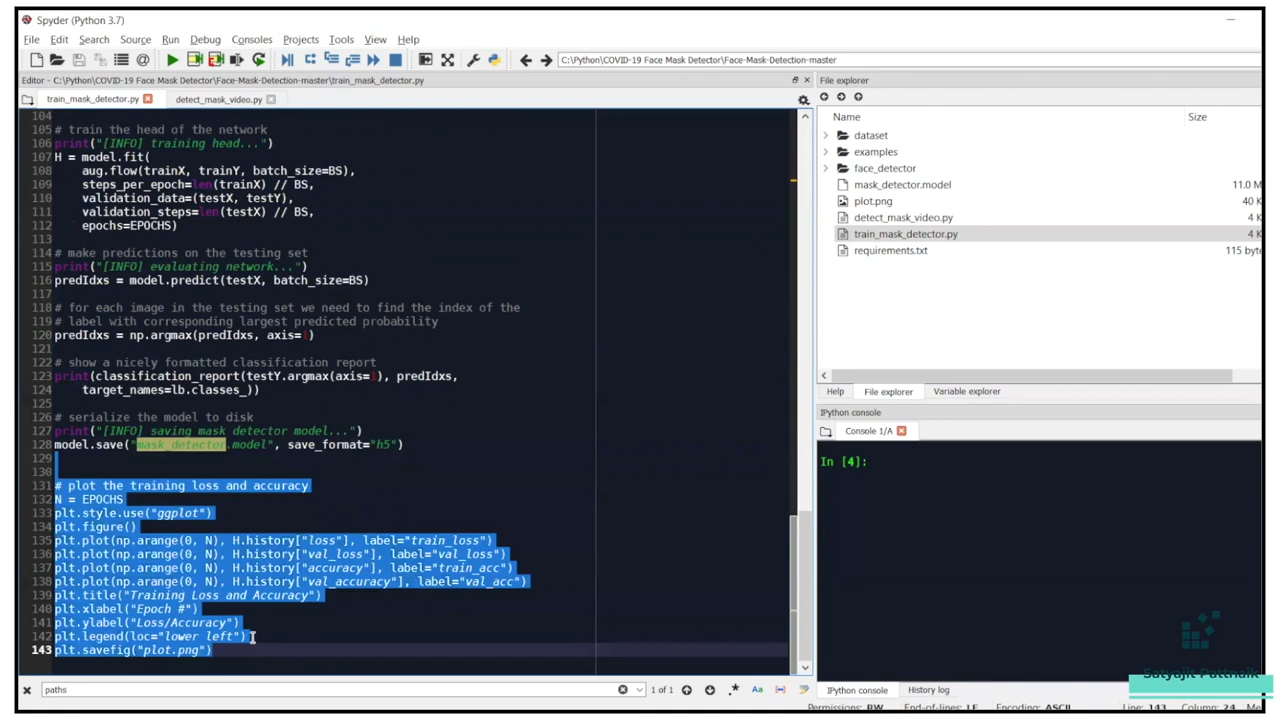 Spyder (Python 3.7)
File Edit Search Source Run Debug Consoles Projects Tools View Help
C:\Python\COVID-19 Face Mask Detector\Face-Mask-Detection-master
Editor - C:\Python\COVID-19 Face Mask Detector\Face-Mask-Detection-master\train_mask_detector.py
train_mask_detector.py detect_mask_video.py
104
105 # train the head of the network
106 print("[INFO] training head...")
107 H = model.fit(
108 aug.flow(trainX, trainY, batch_size=BS),
109 steps_per_epoch=len(trainX) // BS,
110 validation_data=(testX, testY),
111 validation_steps=len(testX) // BS,
112 epochs=EPOCHS)
113
114 # make predictions on the testing set
115 print("[INFO] evaluating network...")
116 predIdxs = model.predict(testX, batch_size=BS)
117
118 # for each image in the testing set we need to find the index of the
119 # label with corresponding largest predicted probability
120 predIdxs = np.argmax(predIdxs, axis=1)
121
122 # show a nicely formatted classification report
123 print(classification_report(testY.argmax(axis=1), predIdxs,
124 target_names=lb.classes_))
125
126 # serialize the model to disk
127 print("[INFO] saving mask detector model...")
128 model.save("mask_detector.model", save_format="h5")
129
130
131 # plot the training loss and accuracy
132 N = EPOCHS
133 plt.style.use("ggplot")
134 plt.figure()
135 plt.plot(np.arange(0, N), H.history["loss"], label="train_loss")
136 plt.plot(np.arange(0, N), H.history["val_loss"], label="val_loss")
137 plt.plot(np.arange(0, N), H.history["accuracy"], label="train_acc")
138 plt.plot(np.arange(0, N), H.history["val_accuracy"], label="val_acc")
139 plt.title("Training Loss and Accuracy")
140 plt.xlabel("Epoch #")
141 plt.ylabel("Loss/Accuracy")
142 plt.legend(loc="lower left")
143 plt.savefig("plot.png")
paths
1 of 1
.* Aa
File explorer
Name Size
dataset
examples
face_detector
mask_detector.model 11.0 M
plot.png 40 K
detect_mask_video.py 4 K
train_mask_detector.py 4 K
requirements.txt 115 byte
Help File explorer Variable explorer
IPython console
Console 1/A
In [4]:
Satyajit Pattnaik
IPython console History log
Permissions: RW End-of-lines: LF Encoding: ASCII Line: 143 Column: 24